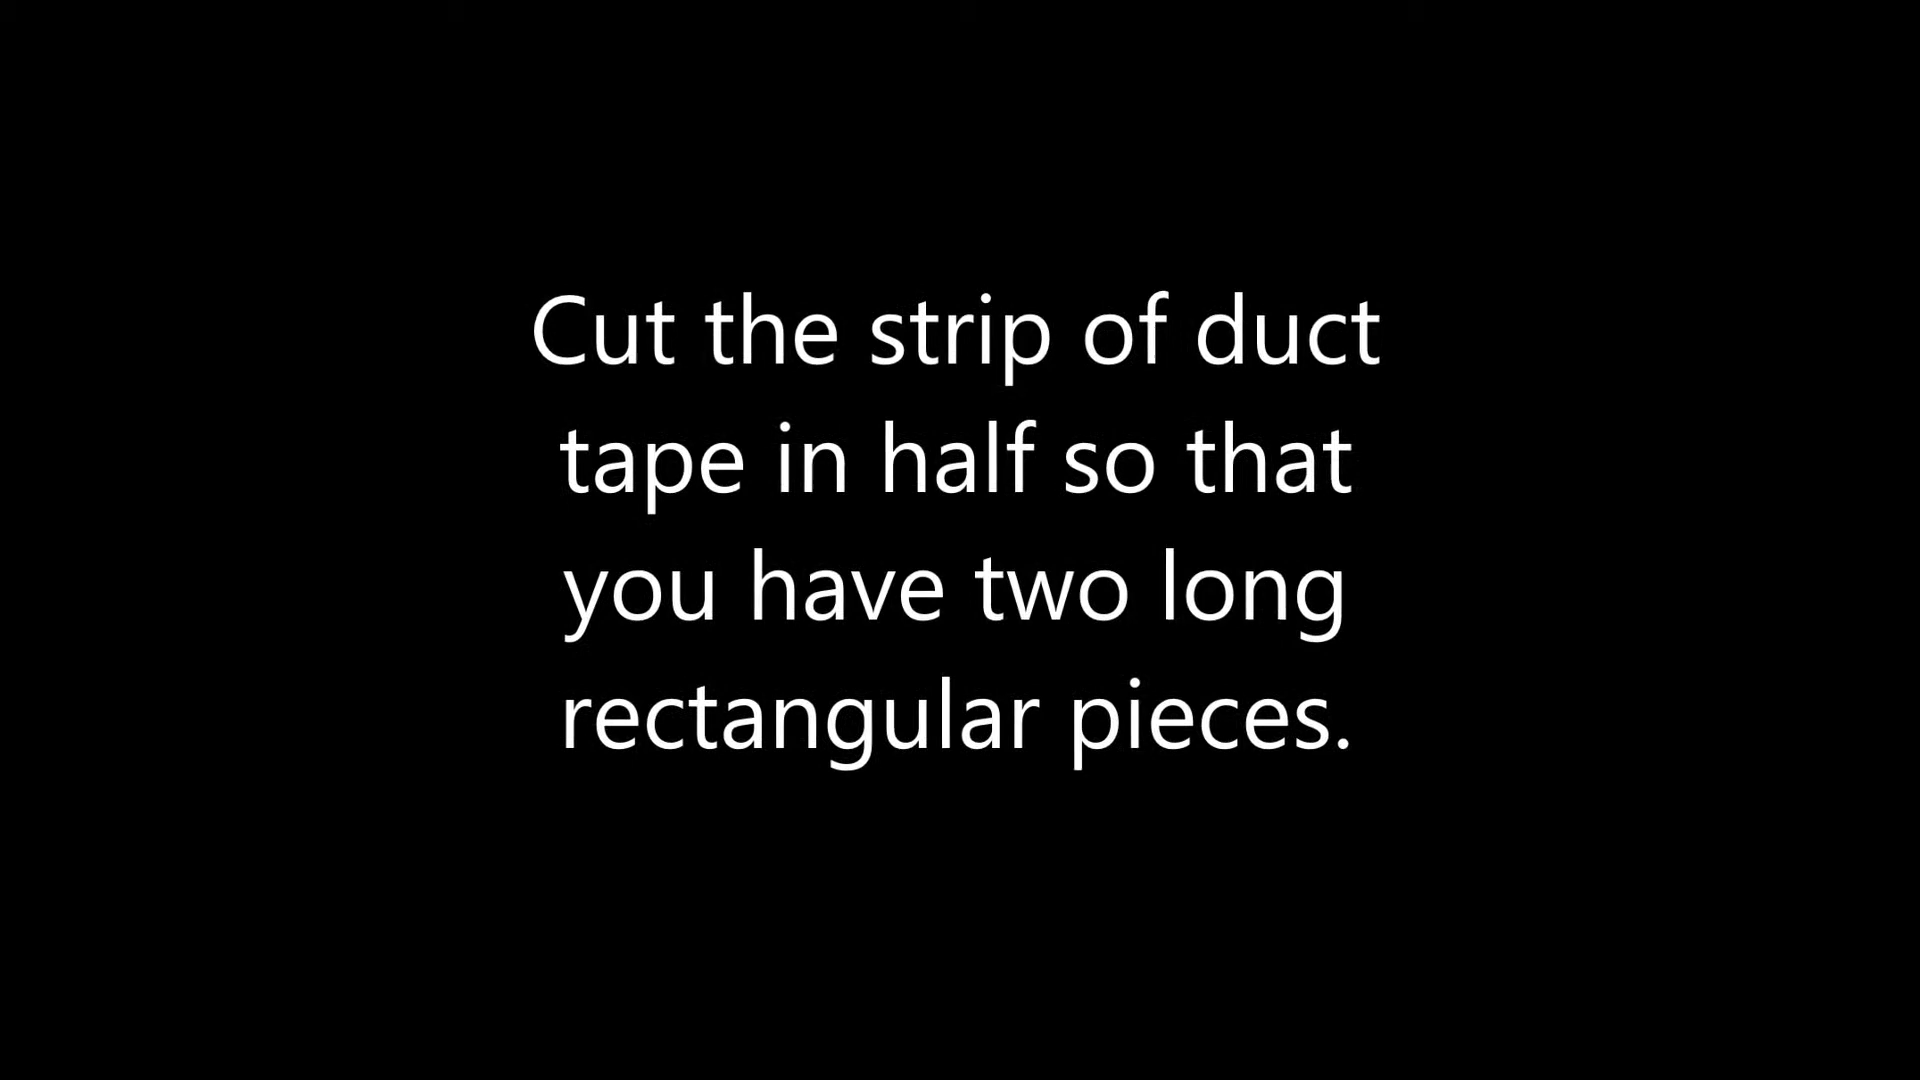 Cut the strip of duct
tape in half so that
you have two long
rectangular pieces.